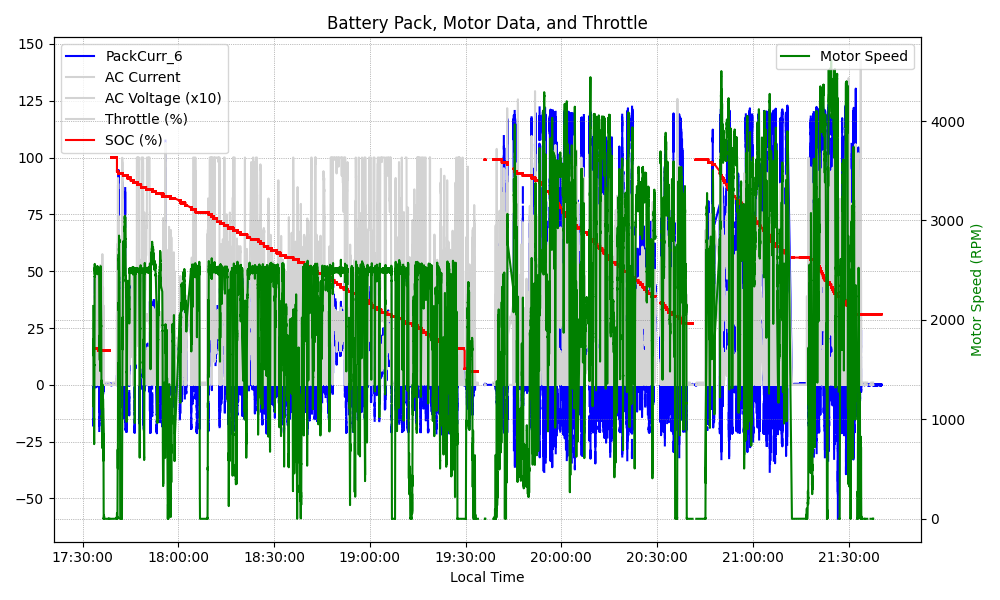 Battery Pack, Motor Data, and Throttle
150
125
100
75
50
25
0
−25
−50
PackCurr_6
AC Current
AC Voltage (x10)
Throttle (%)
SOC (%)
Motor Speed
4000
3000
2000
1000
0
Motor Speed (RPM)
17:30:00
18:00:00
18:30:00
19:00:00
19:30:00
20:00:00
20:30:00
21:00:00
21:30:00
Local Time